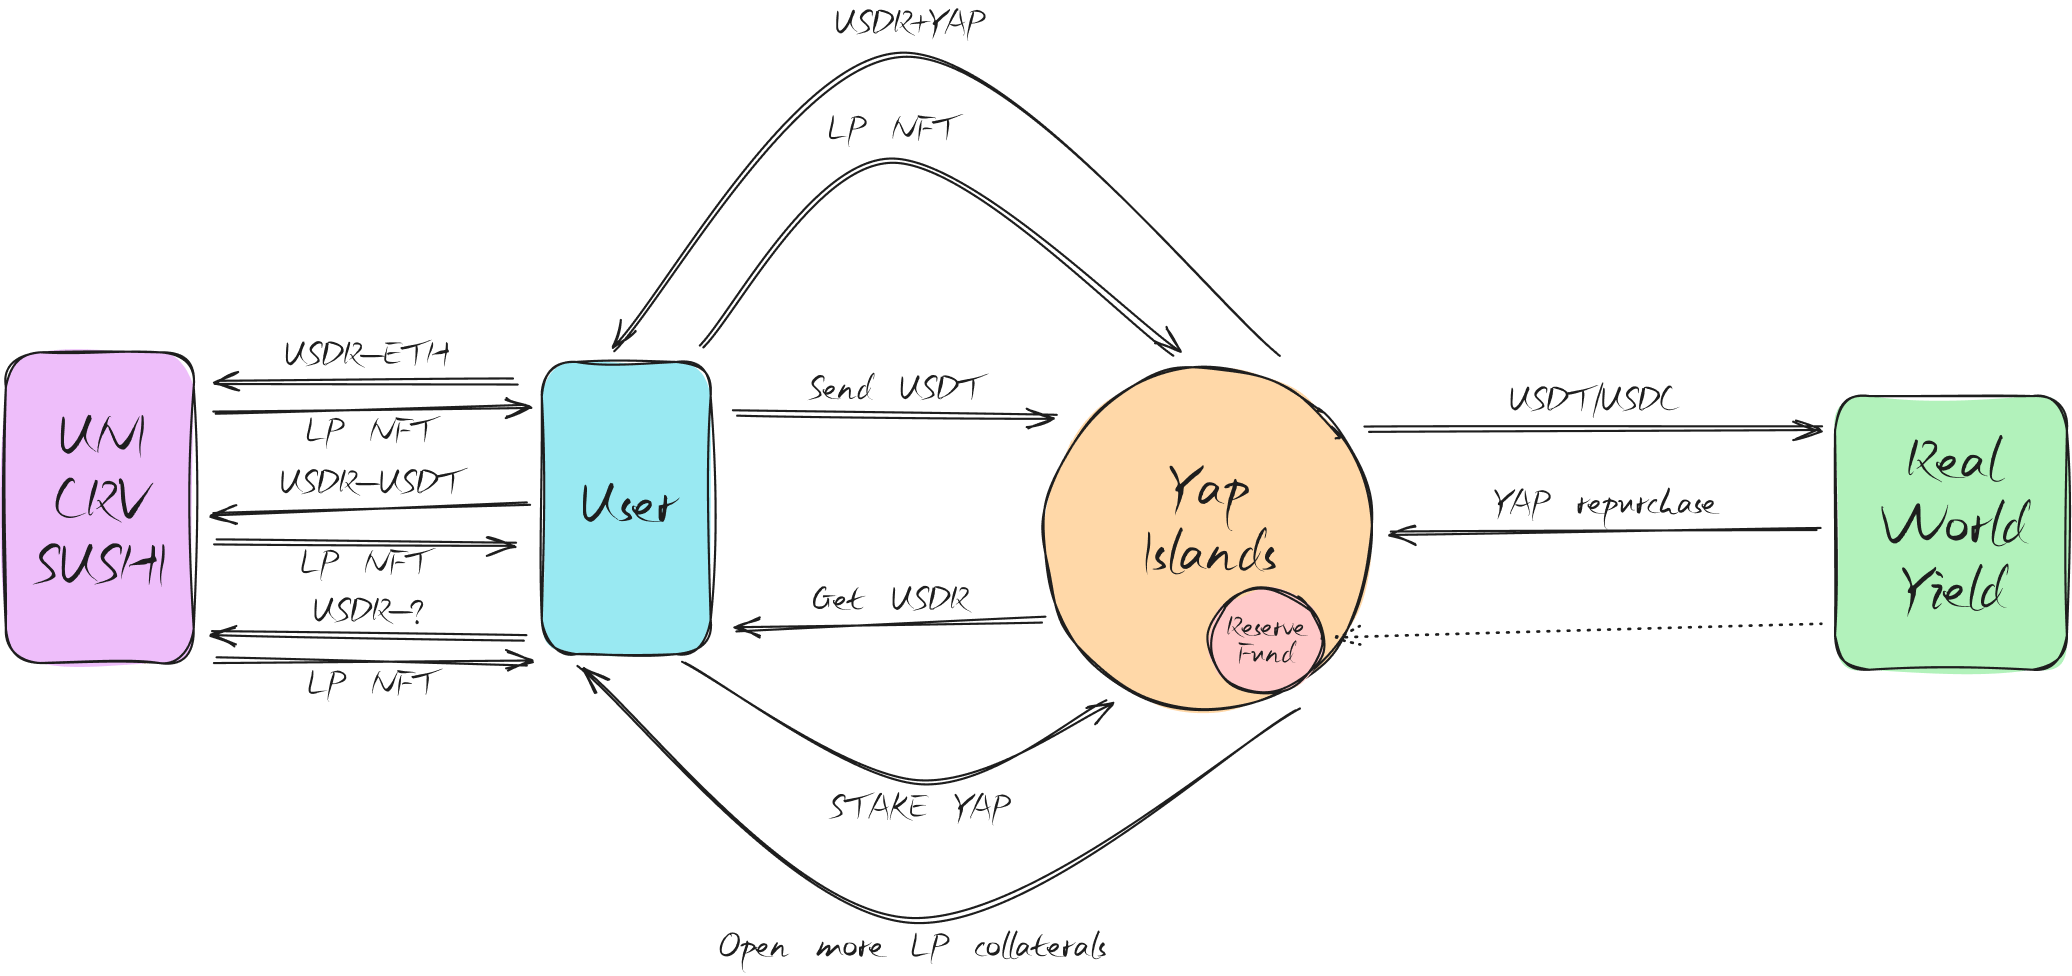 USDR+YAP
LP NFT
USDR-ETH
LP NFT
USDR-USDT
LP NFT
USDR-?
LP NFT
UNI
CRV
SUSHI
User
Send USDT
Get USDR
Yap
Islands
Reserve
Fund
USDT/USDC
YAP repurchase
Real
World
Yield
STAKE YAP
Open more LP collaterals